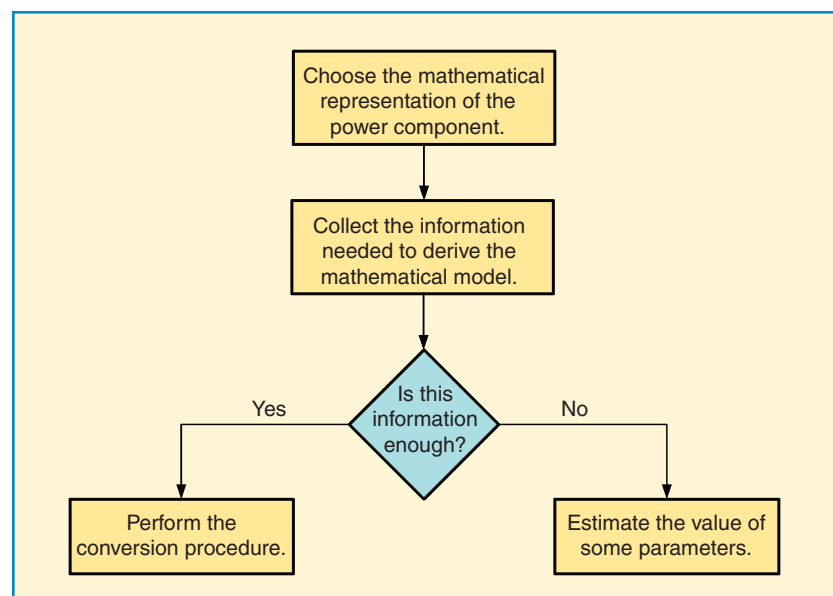 Choose the mathematical
representation of the
power component.
Collect the information
needed to derive the
mathematical model.
Is this
information
enough?
Yes
No
Perform the
conversion procedure.
Estimate the value of
some parameters.